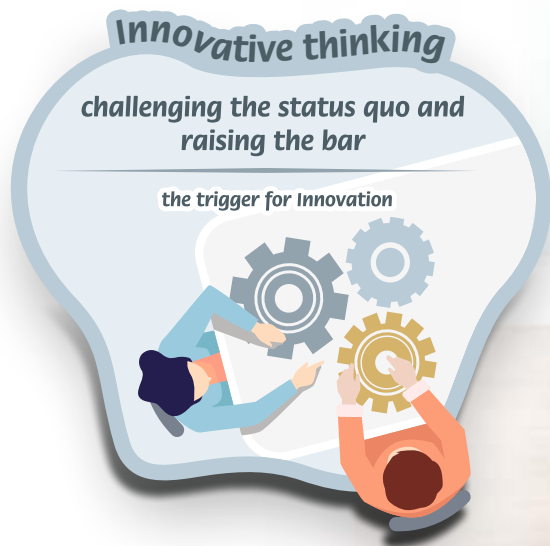 Innovative thinking
challenging the status quo and
raising the bar
the trigger for Innovation